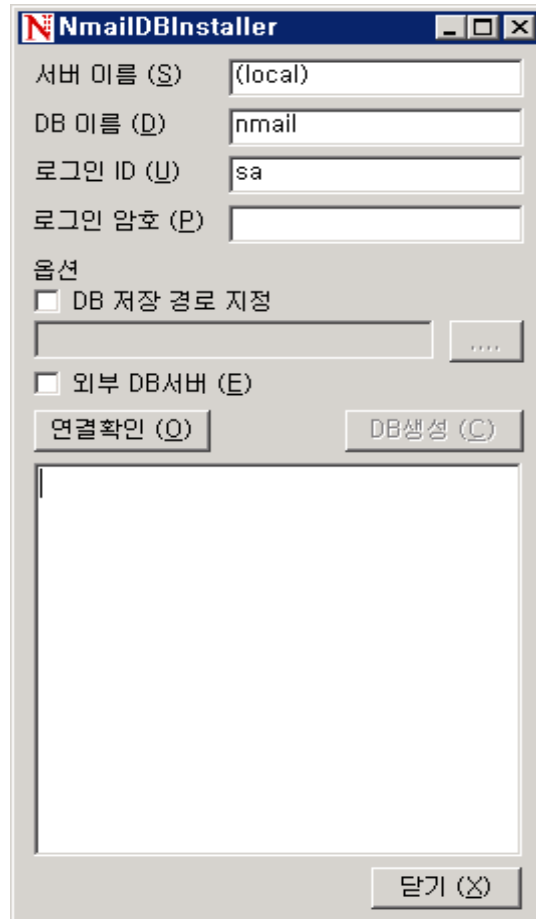 NmailDBInstaller
서버 이름 (S) (local)
DB 이름 (D) nmail
로그인 ID (U) sa
로그인 암호 (P)
옵션
DB 저장 경로 지정
....
외부 DB서버 (E)
연결확인 (O) DB생성 (C)
닫기 (X)